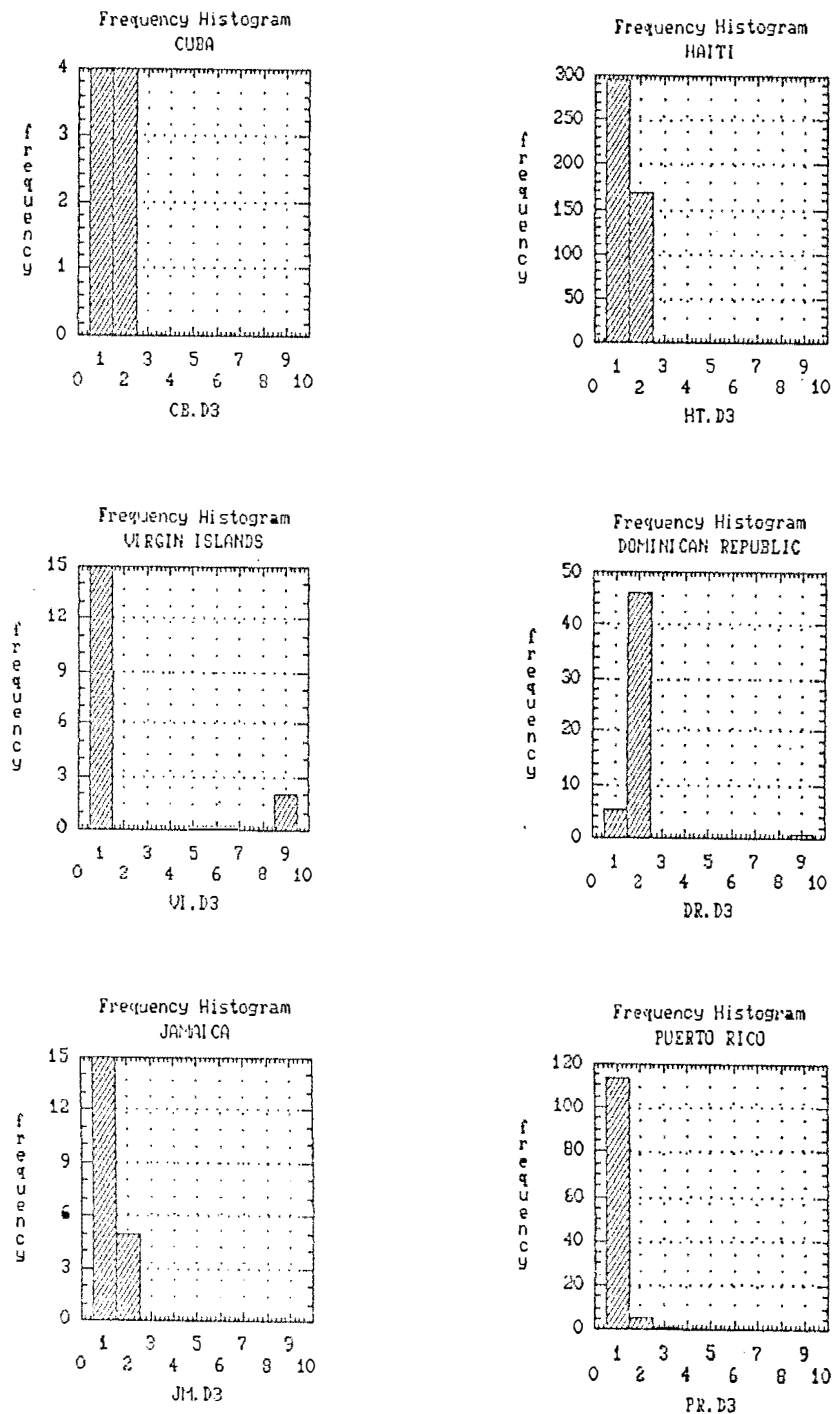 Frequency Histogram
CUBA
4
3
2
1
0
frequency
1 3 5 7 9
0 2 4 6 8 10
CB.D3
Frequency Histogram
HAITI
300
250
200
150
100
50
0
frequency
1 3 5 7 9
0 2 4 6 8 10
HT.D3
Frequency Histogram
VIRGIN ISLANDS
15
12
9
6
3
0
frequency
1 3 5 7 9
0 2 4 6 8 10
VI.D3
Frequency Histogram
DOMINICAN REPUBLIC
50
40
30
20
10
0
frequency
1 3 5 7 9
0 2 4 6 8 10
DR.D3
Frequency Histogram
JAMAICA
15
12
9
6
3
0
frequency
1 3 5 7 9
0 2 4 6 8 10
JM.D3
Frequency Histogram
PUERTO RICO
120
100
80
60
40
20
0
frequency
1 3 5 7 9
0 2 4 6 8 10
PR.D3